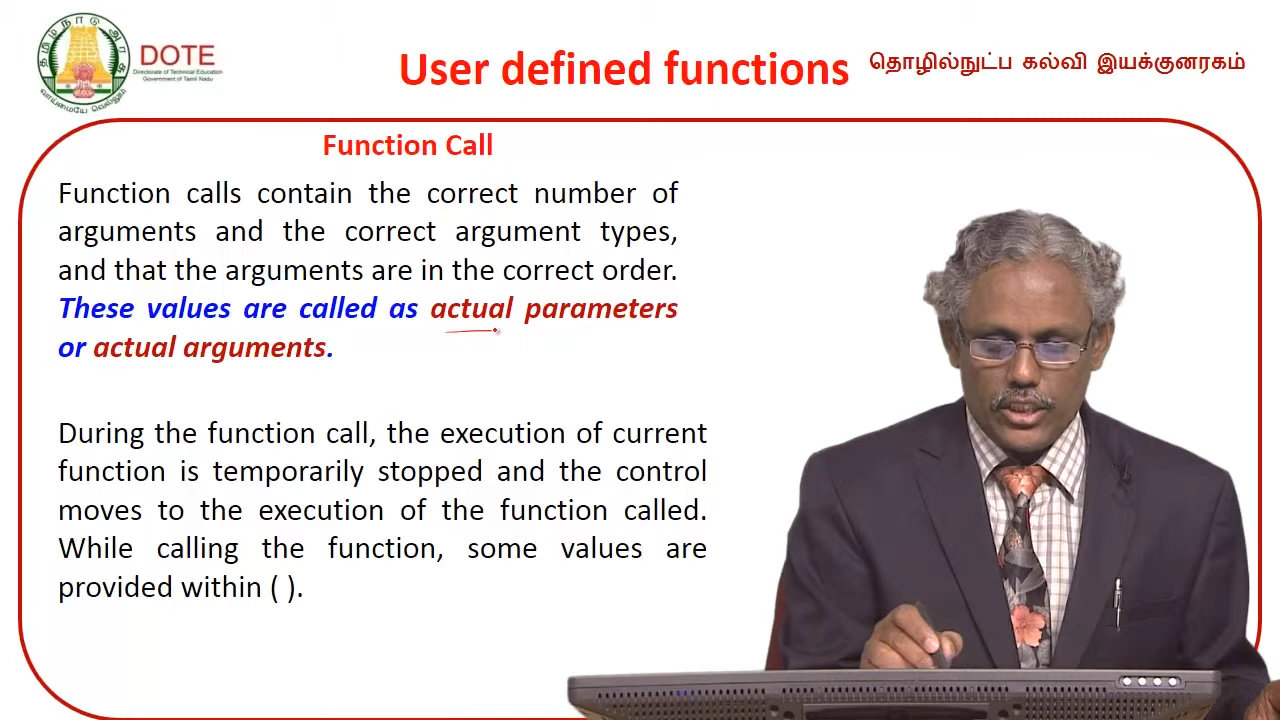 தமிழ்நாடு அரசு
வாய்மையே வெல்லும்
DOTE
Directorate of Technical Education
Government of Tamil Nadu
User defined functions
தொழில்நுட்ப கல்வி இயக்குனரகம்
Function Call
Function calls contain the correct number of
arguments and the correct argument types,
and that the arguments are in the correct order.
These values are called as actual parameters
or actual arguments.
During the function call, the execution of current
function is temporarily stopped and the control
moves to the execution of the function called.
While calling the function, some values are
provided within ( ).